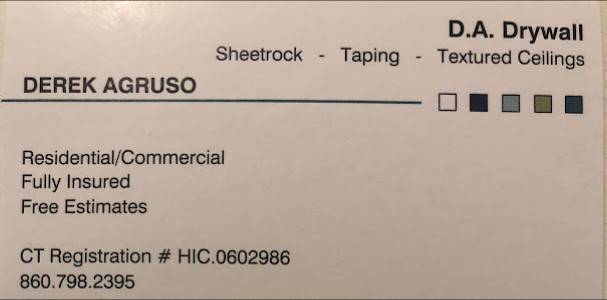 D.A. Drywall
Sheetrock - Taping - Textured Ceilings
DEREK AGRUSO
Residential/Commercial
Fully Insured
Free Estimates
CT Registration # HIC.0602986
860.798.2395